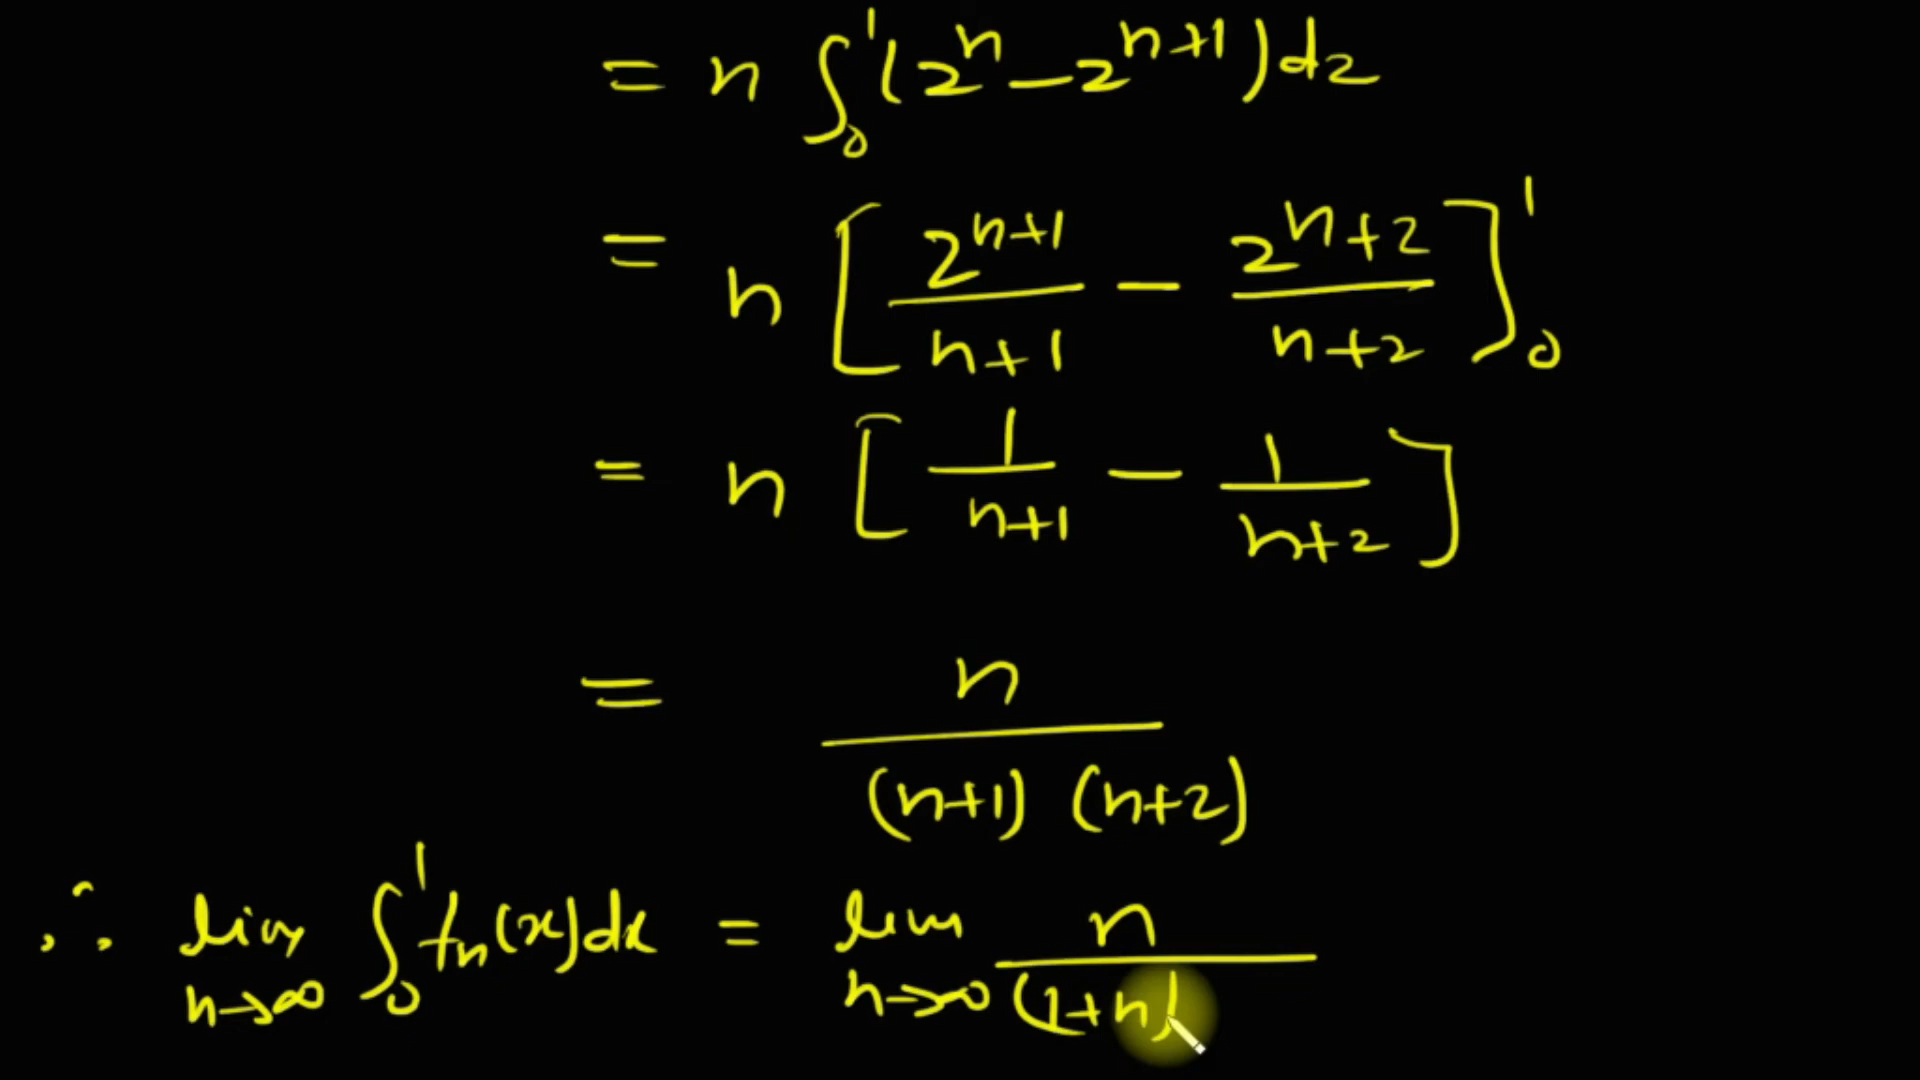 = n ∫₀¹ (z^n − z^{n+1}) dz
= n [ z^{n+1}/(n+1) − z^{n+2}/(n+2) ]₀¹
= n [ 1/(n+1) − 1/(n+2) ]
= n/((n+1) (n+2))
∴ lim_{n→∞} ∫₀¹ fn(x)dx = lim_{n→∞} n/((1+n)